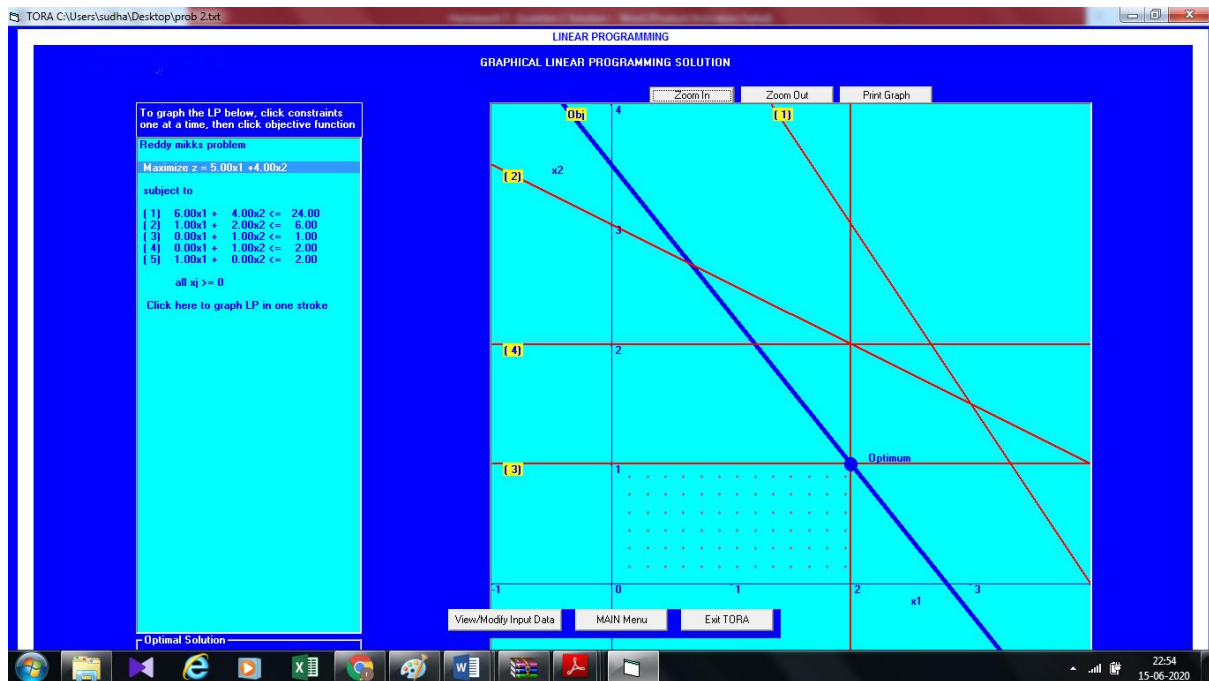 TORA C:\Users\sudha\Desktop\prob 2.txt
LINEAR PROGRAMMING
GRAPHICAL LINEAR PROGRAMMING SOLUTION
Zoom In Zoom Out Print Graph
To graph the LP below, click constraints
one at a time, then click objective function
Reddy mikks problem
Maximize z = 5.00x1 +4.00x2
subject to
( 1) 6.00x1 + 4.00x2 <= 24.00
( 2) 1.00x1 + 2.00x2 <= 6.00
( 3) 0.00x1 + 1.00x2 <= 1.00
( 4) 0.00x1 + 1.00x2 <= 2.00
( 5) 1.00x1 + 0.00x2 <= 2.00
all xj >= 0
Click here to graph LP in one stroke
Optimal Solution
Obj 4 ( 1)
( 2) x2
3
( 4) 2
Optimum
( 3) 1
-1 0 1 2 3
x1
View/Modify Input Data MAIN Menu Exit TORA
22:54
15-06-2020